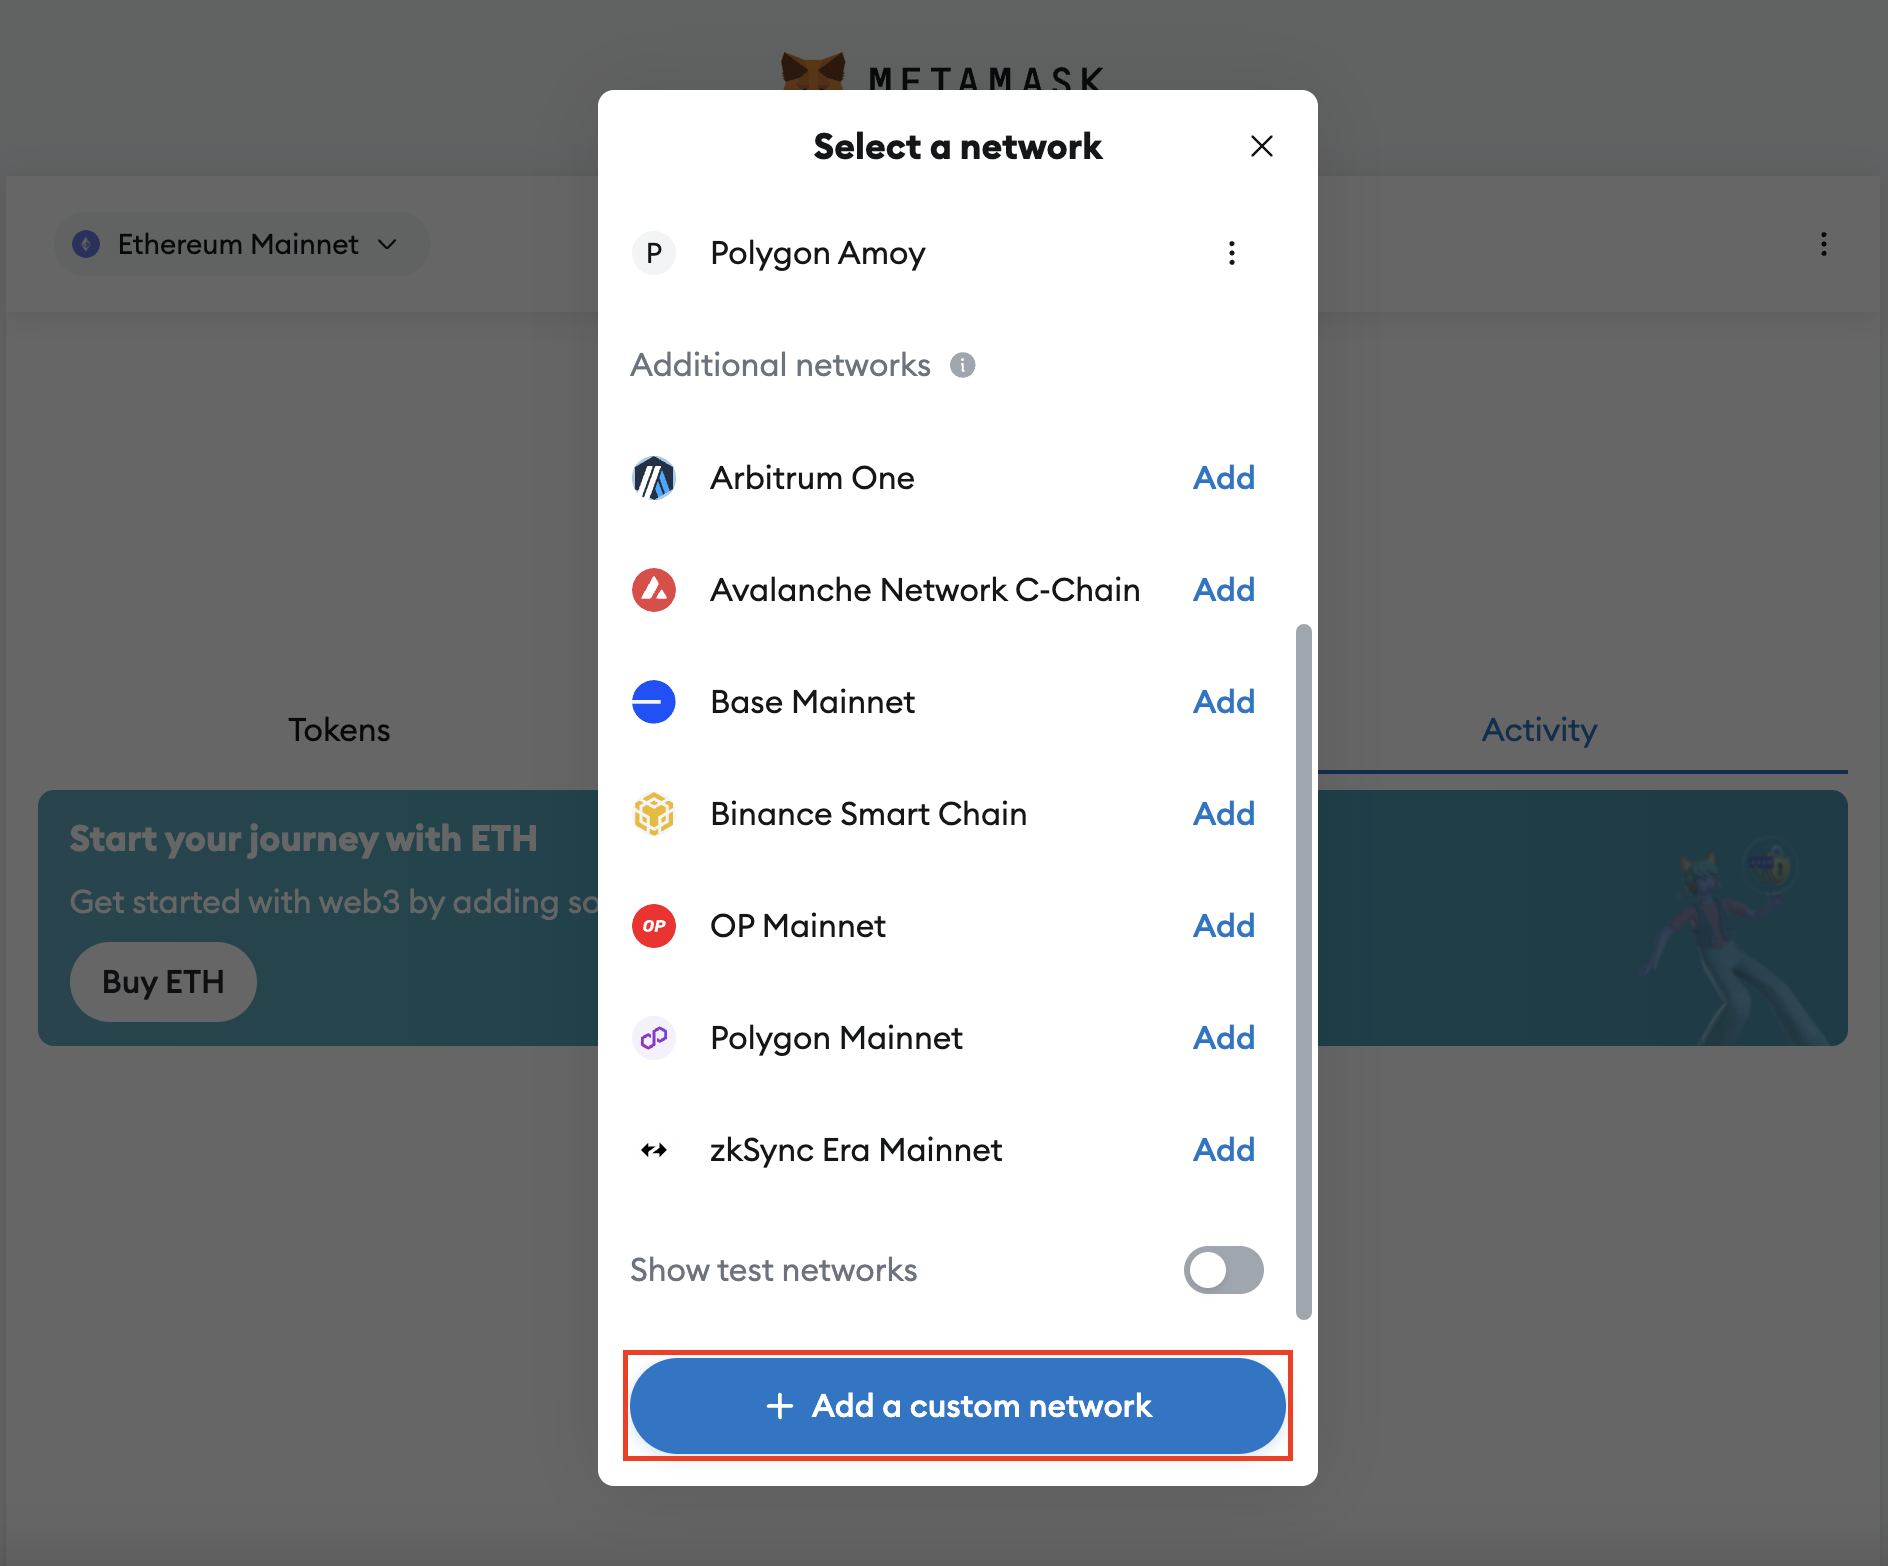 METAMASK
Select a network
Ethereum Mainnet
P Polygon Amoy
Additional networks
Arbitrum One Add
Avalanche Network C-Chain Add
Base Mainnet Add
Tokens
Activity
Binance Smart Chain Add
Start your journey with ETH
Get started with web3 by adding so
OP OP Mainnet Add
Buy ETH
Polygon Mainnet Add
zkSync Era Mainnet Add
Show test networks
+ Add a custom network